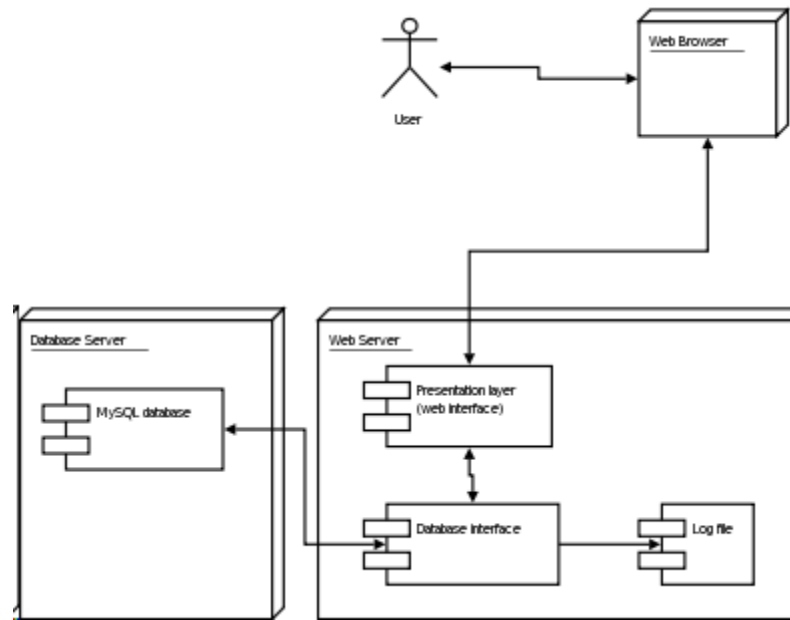 Web Browser
User
Database Server
MySQL database
Web Server
Presentation layer
(web interface)
Database interface
Log file